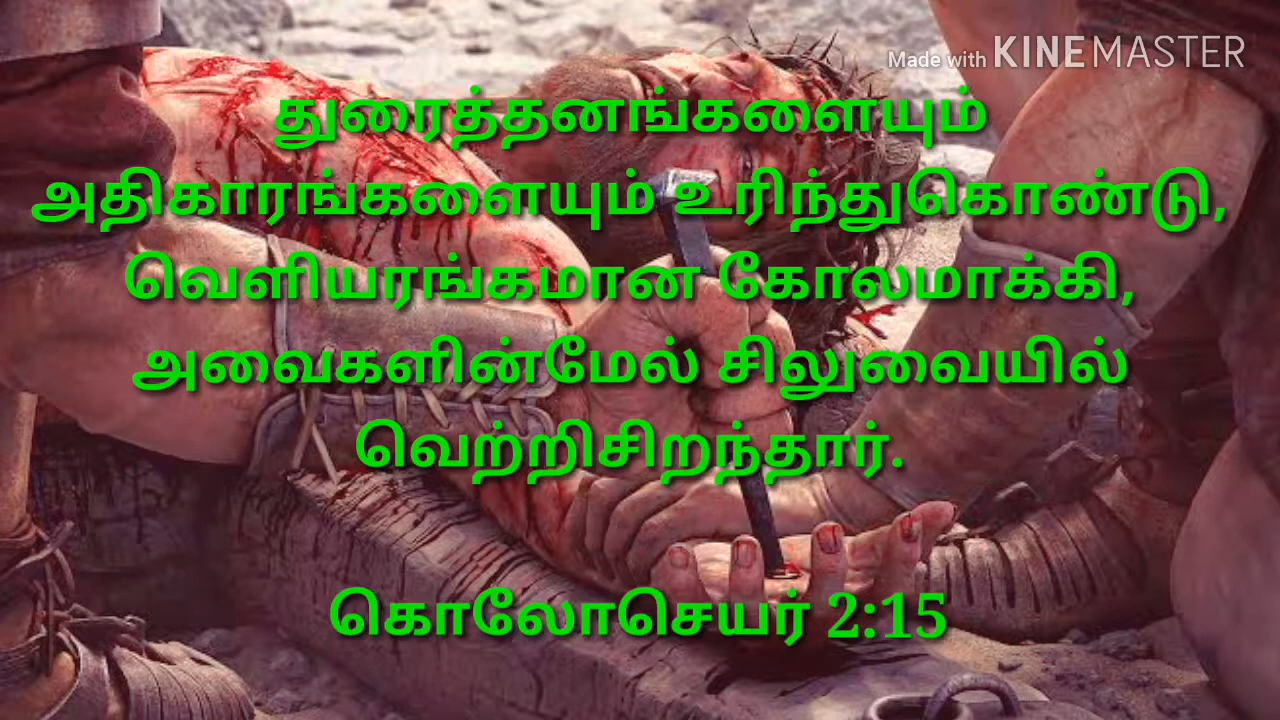 Made with KINEMASTER
துரைத்தனங்களையும்
அதிகாரங்களையும் உரிந்துகொண்டு,
வெளியரங்கமான கோலமாக்கி,
அவைகளின்மேல் சிலுவையில்
வெற்றிசிறந்தார்.
கொலோசெயர் 2:15